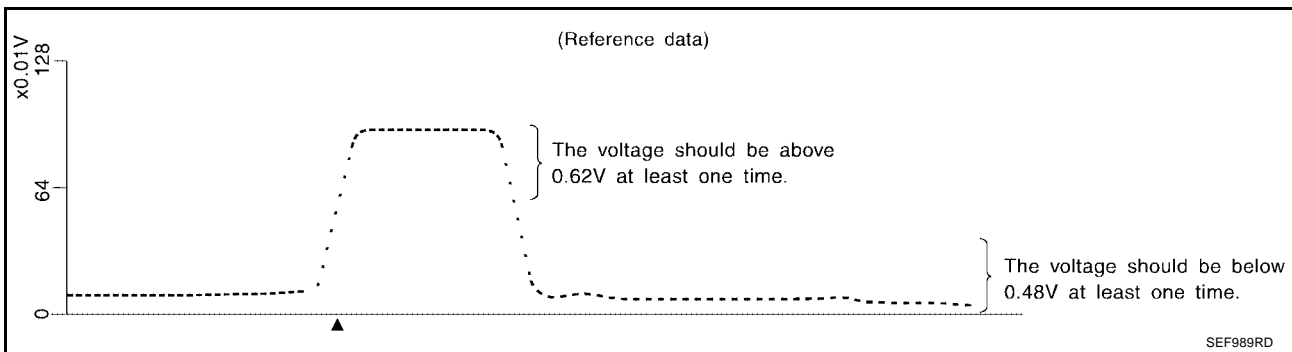 (Reference data)
x0.01V
128
64
0
The voltage should be above
0.62V at least one time.
The voltage should be below
0.48V at least one time.
SEF989RD